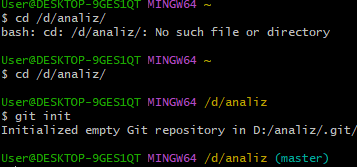 User@DESKTOP-9GES1QT MINGW64 ~
$ cd /d/analiz/
bash: cd: /d/analiz/: No such file or directory
User@DESKTOP-9GES1QT MINGW64 ~
$ cd /d/analiz/
User@DESKTOP-9GES1QT MINGW64 /d/analiz
$ git init
Initialized empty Git repository in D:/analiz/.git/
User@DESKTOP-9GES1QT MINGW64 /d/analiz (master)